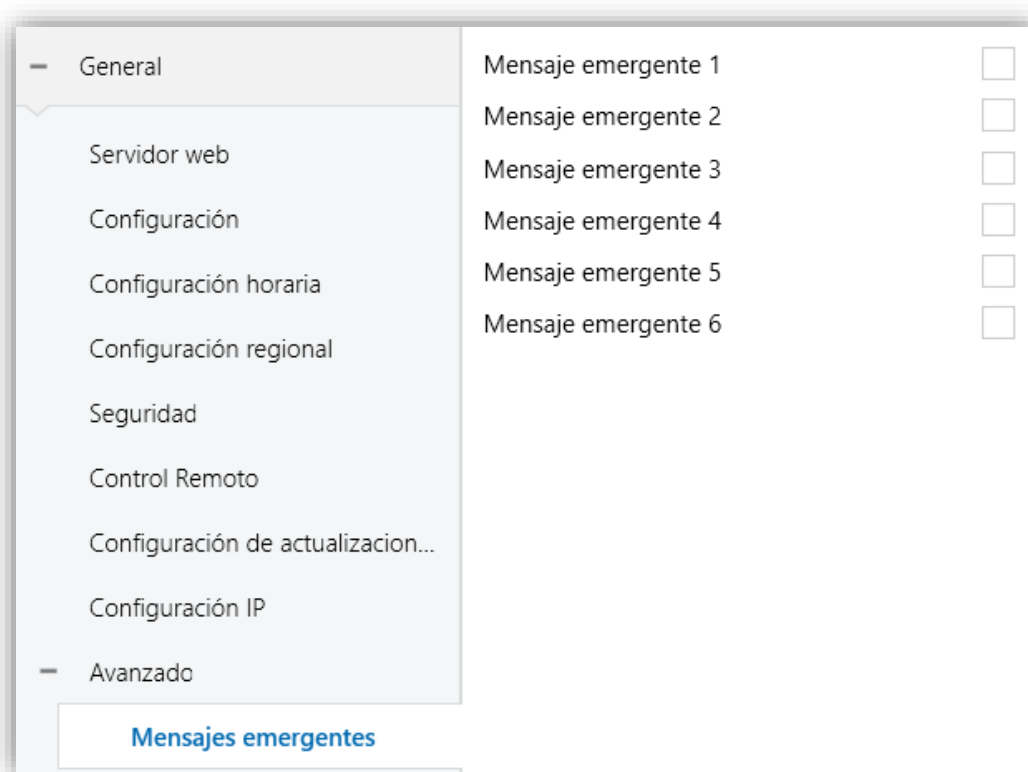 General
Servidor web
Configuración
Configuración horaria
Configuración regional
Seguridad
Control Remoto
Configuración de actualizacion...
Configuración IP
Avanzado
Mensajes emergentes
Mensaje emergente 1
Mensaje emergente 2
Mensaje emergente 3
Mensaje emergente 4
Mensaje emergente 5
Mensaje emergente 6